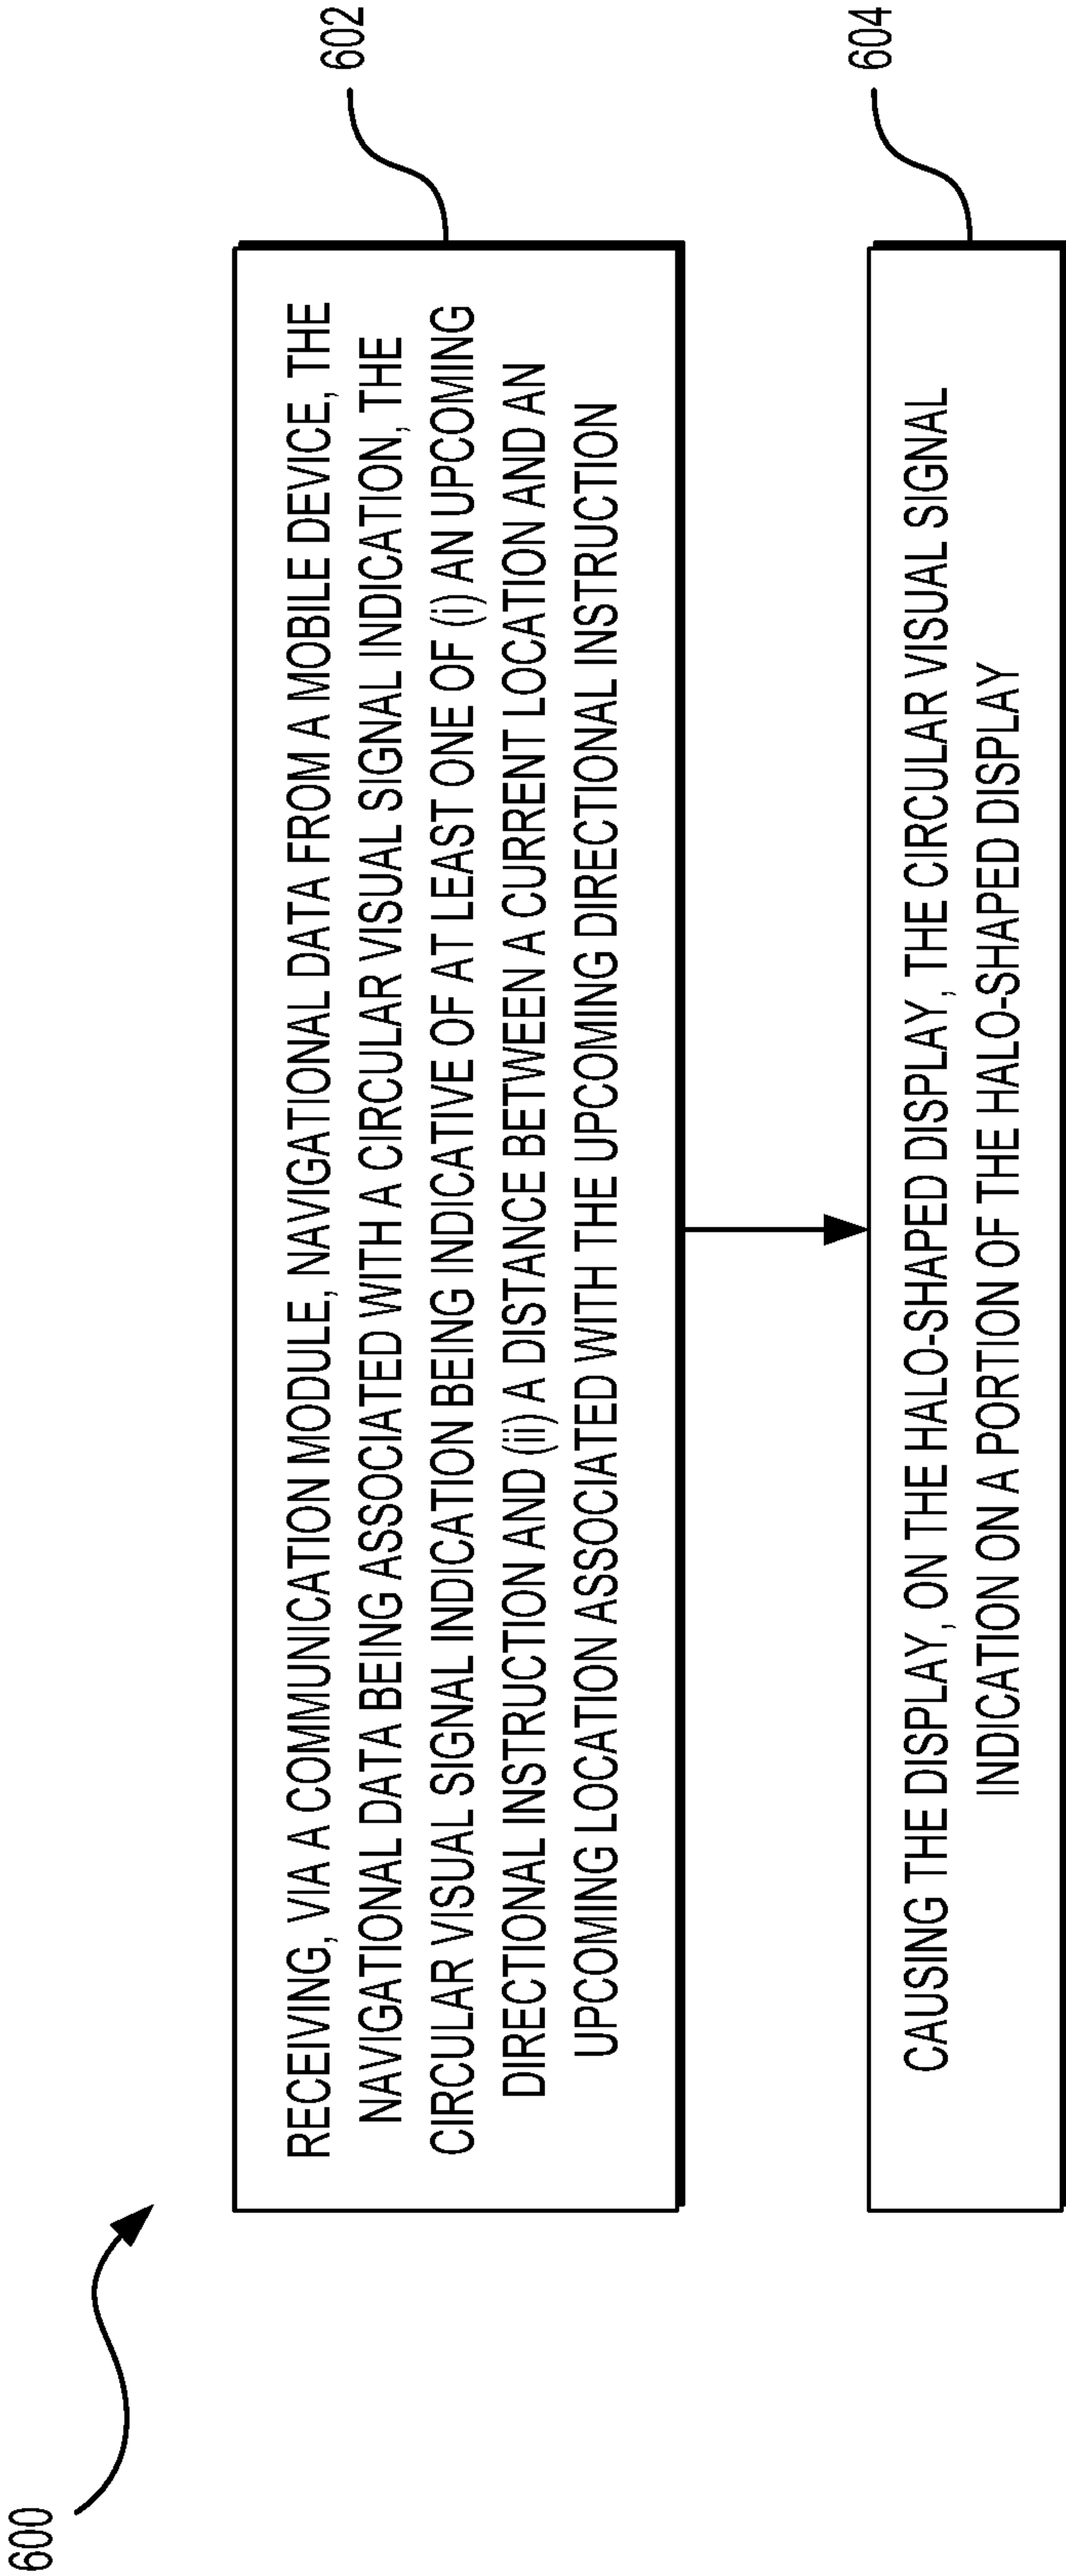 600
RECEIVING, VIA A COMMUNICATION MODULE, NAVIGATIONAL DATA FROM A MOBILE DEVICE, THE
NAVIGATIONAL DATA BEING ASSOCIATED WITH A CIRCULAR VISUAL SIGNAL INDICATION, THE
CIRCULAR VISUAL SIGNAL INDICATION BEING INDICATIVE OF AT LEAST ONE OF (i) AN UPCOMING
DIRECTIONAL INSTRUCTION AND (ii) A DISTANCE BETWEEN A CURRENT LOCATION AND AN
UPCOMING LOCATION ASSOCIATED WITH THE UPCOMING DIRECTIONAL INSTRUCTION
602
CAUSING THE DISPLAY, ON THE HALO-SHAPED DISPLAY, THE CIRCULAR VISUAL SIGNAL
INDICATION ON A PORTION OF THE HALO-SHAPED DISPLAY
604